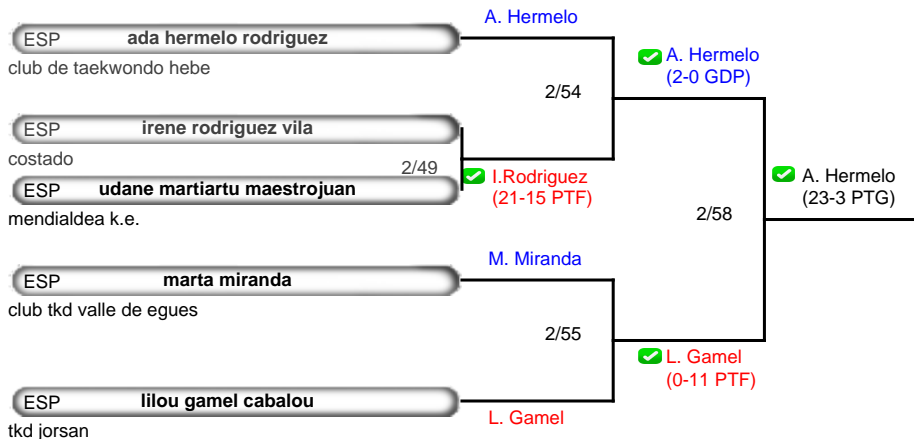 A. Hermelo
ESP ada hermelo rodriguez
club de taekwondo hebe
A. Hermelo
(2-0 GDP)
2/54
ESP irene rodriguez vila
costado
2/49
I.Rodriguez
(21-15 PTF)
ESP udane martiartu maestrojuan
mendialdea k.e.
A. Hermelo
(23-3 PTG)
2/58
M. Miranda
ESP marta miranda
club tkd valle de egues
2/55
L. Gamel
(0-11 PTF)
ESP lilou gamel cabalou
L. Gamel
tkd jorsan